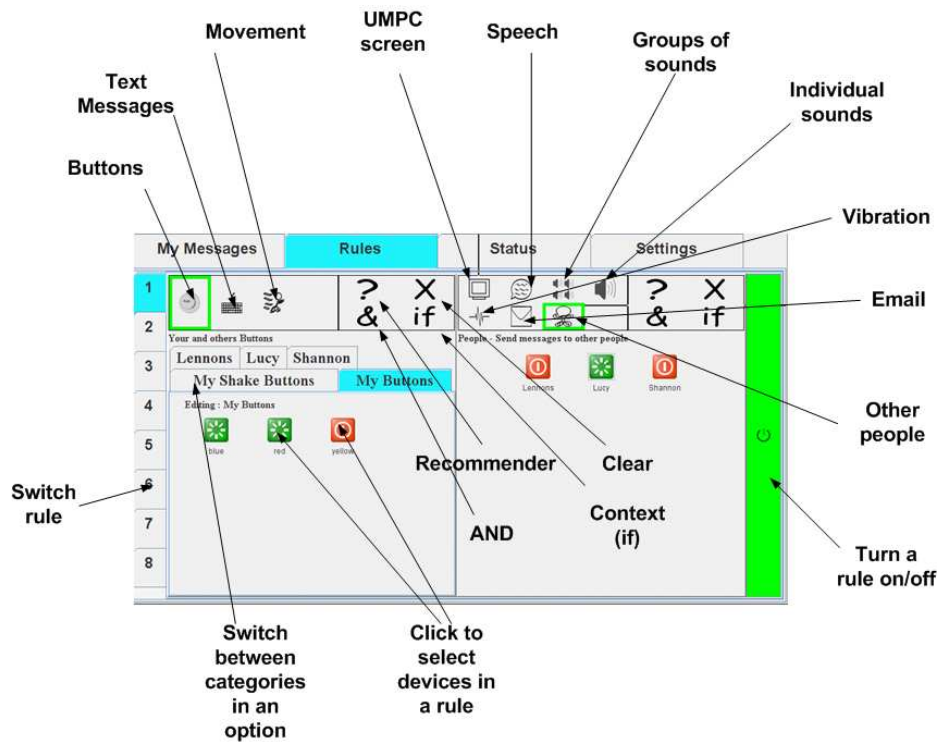 UMPC
screen
Movement
Speech
Groups of
sounds
Text
Messages
Individual
sounds
Buttons
Vibration
My Messages
Rules
Status
Settings
1
2
3
4
5
6
7
8
? X
& if
? X
& if
Email
Your and others Buttons
People - Send messages to other people
Lennons Lucy Shannon
My Shake Buttons My Buttons
Editing : My Buttons
blue red yellow
Lennons Lucy Shannon
Other
people
Recommender
Clear
Switch
rule
AND
Context
(if)
Turn a
rule on/off
Switch
between
categories
in an
option
Click to
select
devices in
a rule